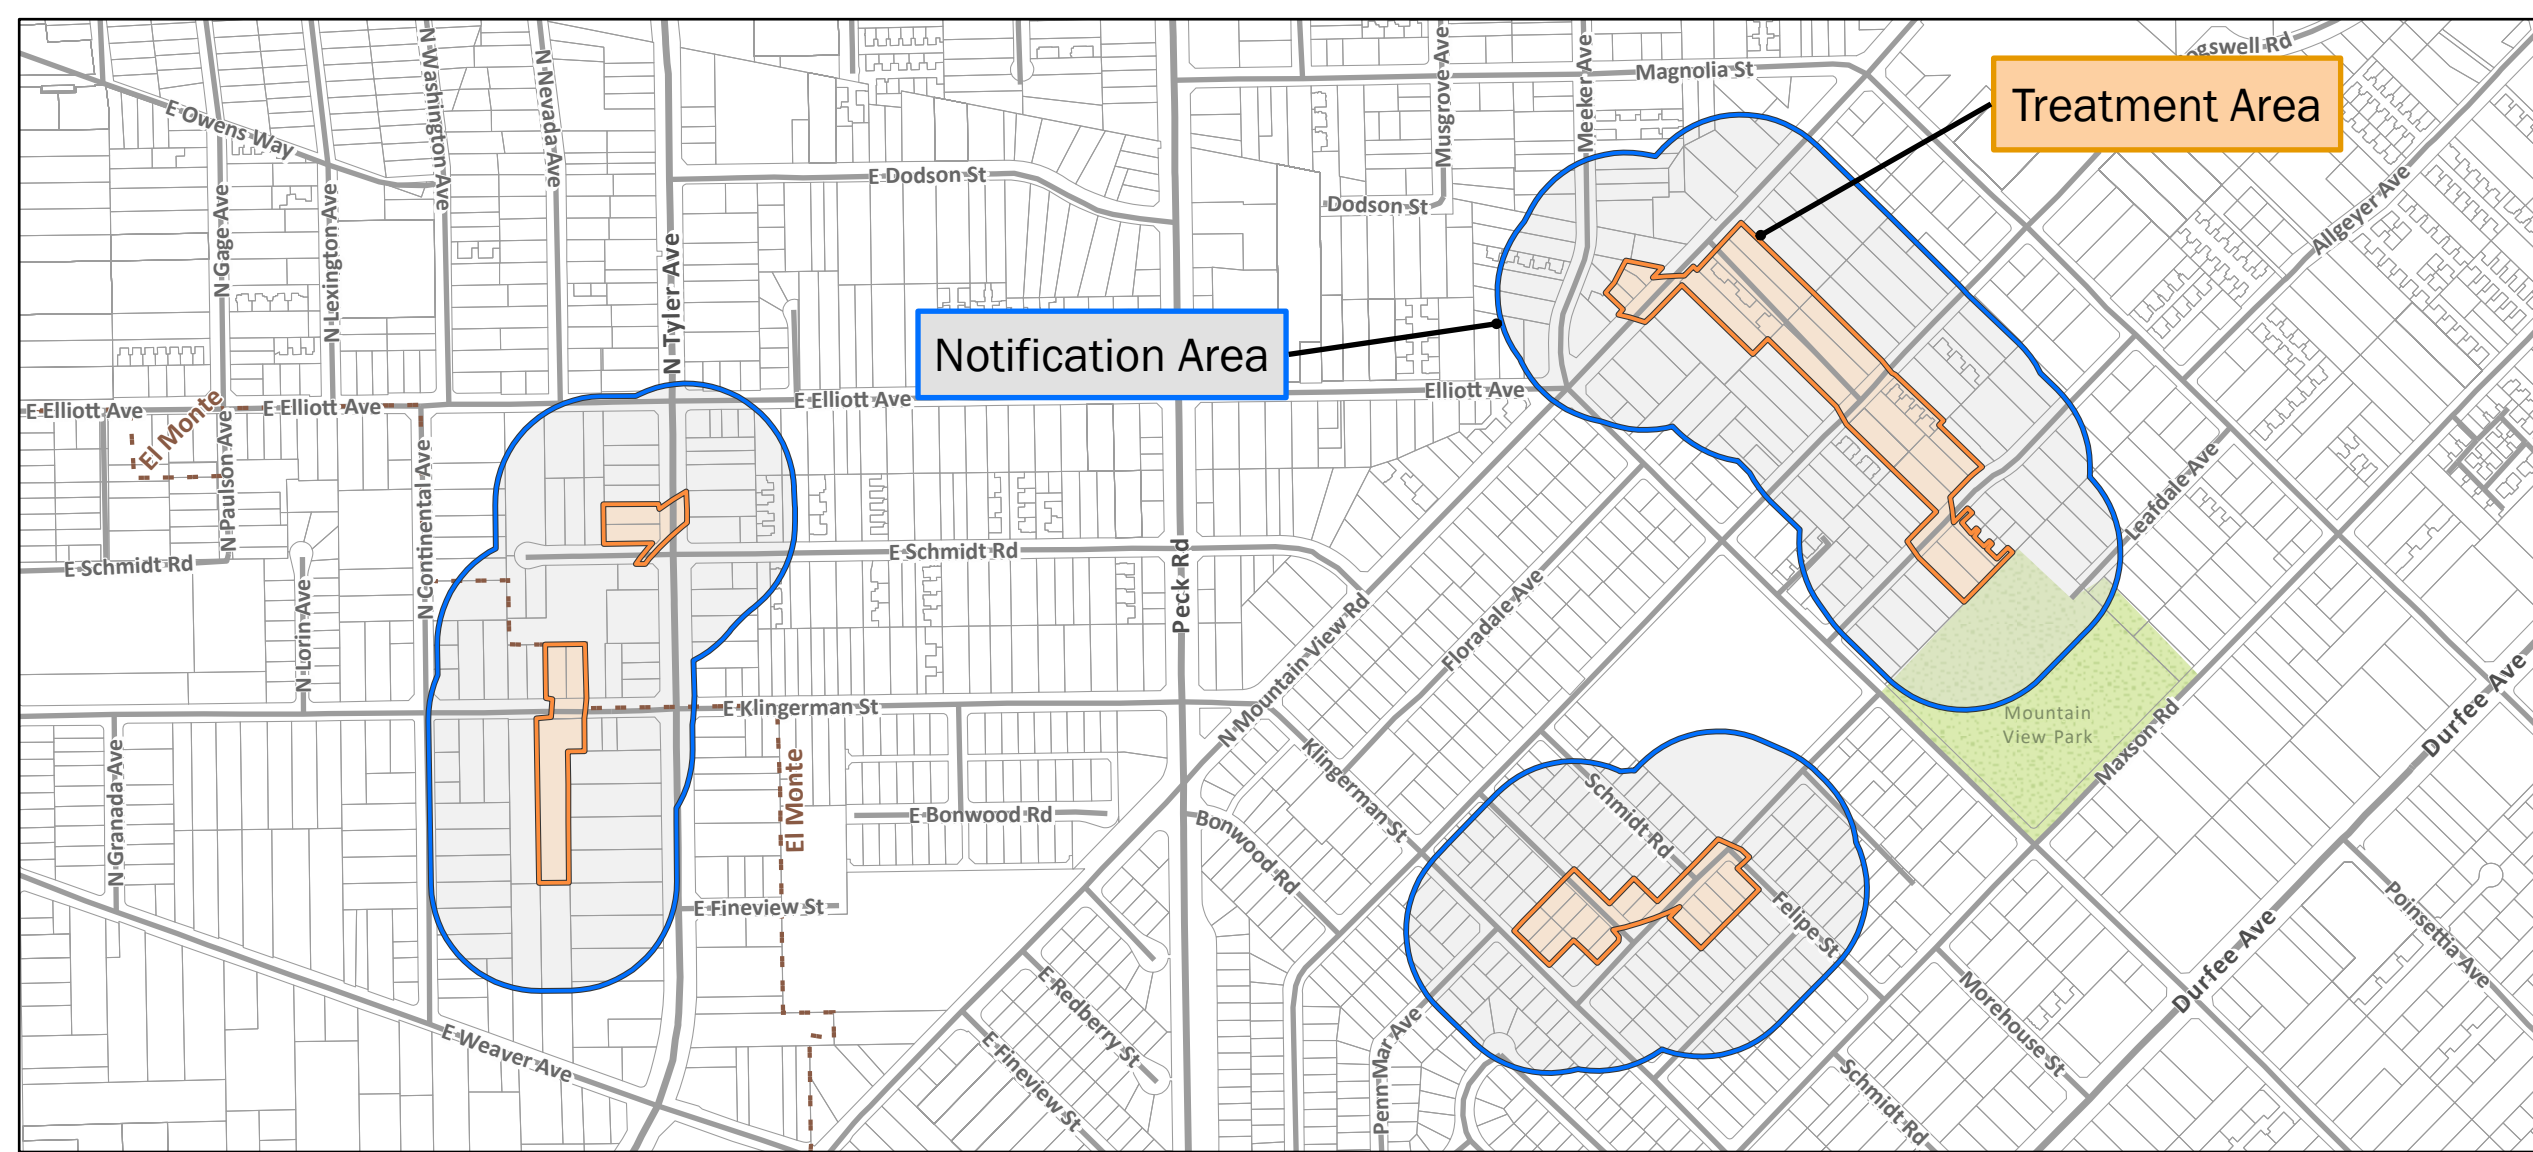 N Washington Ave
N Nevada Ave
Musgrove Ave
Meeker Ave
Magnolia St
ogswell Rd
Treatment Area
E Owens Way
N Gage Ave
N Lexington Ave
N Tyler Ave
E Dodson St
Dodson St
Allgeyer Ave
Notification Area
E Elliott Ave
El Monte
E Elliott Ave
E Elliott Ave
Elliott Ave
N Paulson Ave
N Continental Ave
Leafdale Ave
E Schmidt Rd
E Schmidt Rd
Peck Rd
N Lorin Ave
Floradale Ave
N Mountain View Rd
E Klingerman St
Mountain
View Park
Maxson Rd
Durfee Ave
N Granada Ave
El Monte
Klingerman St
Schmidt Rd
E Bonwood Rd
Bonwood Rd
E Fineview St
Felipe St
Poinsettia Ave
Durfee Ave
E Redberry St
Morehouse St
E Weaver Ave
E Fineview St
Penn Mar Ave
Schmidt Rd